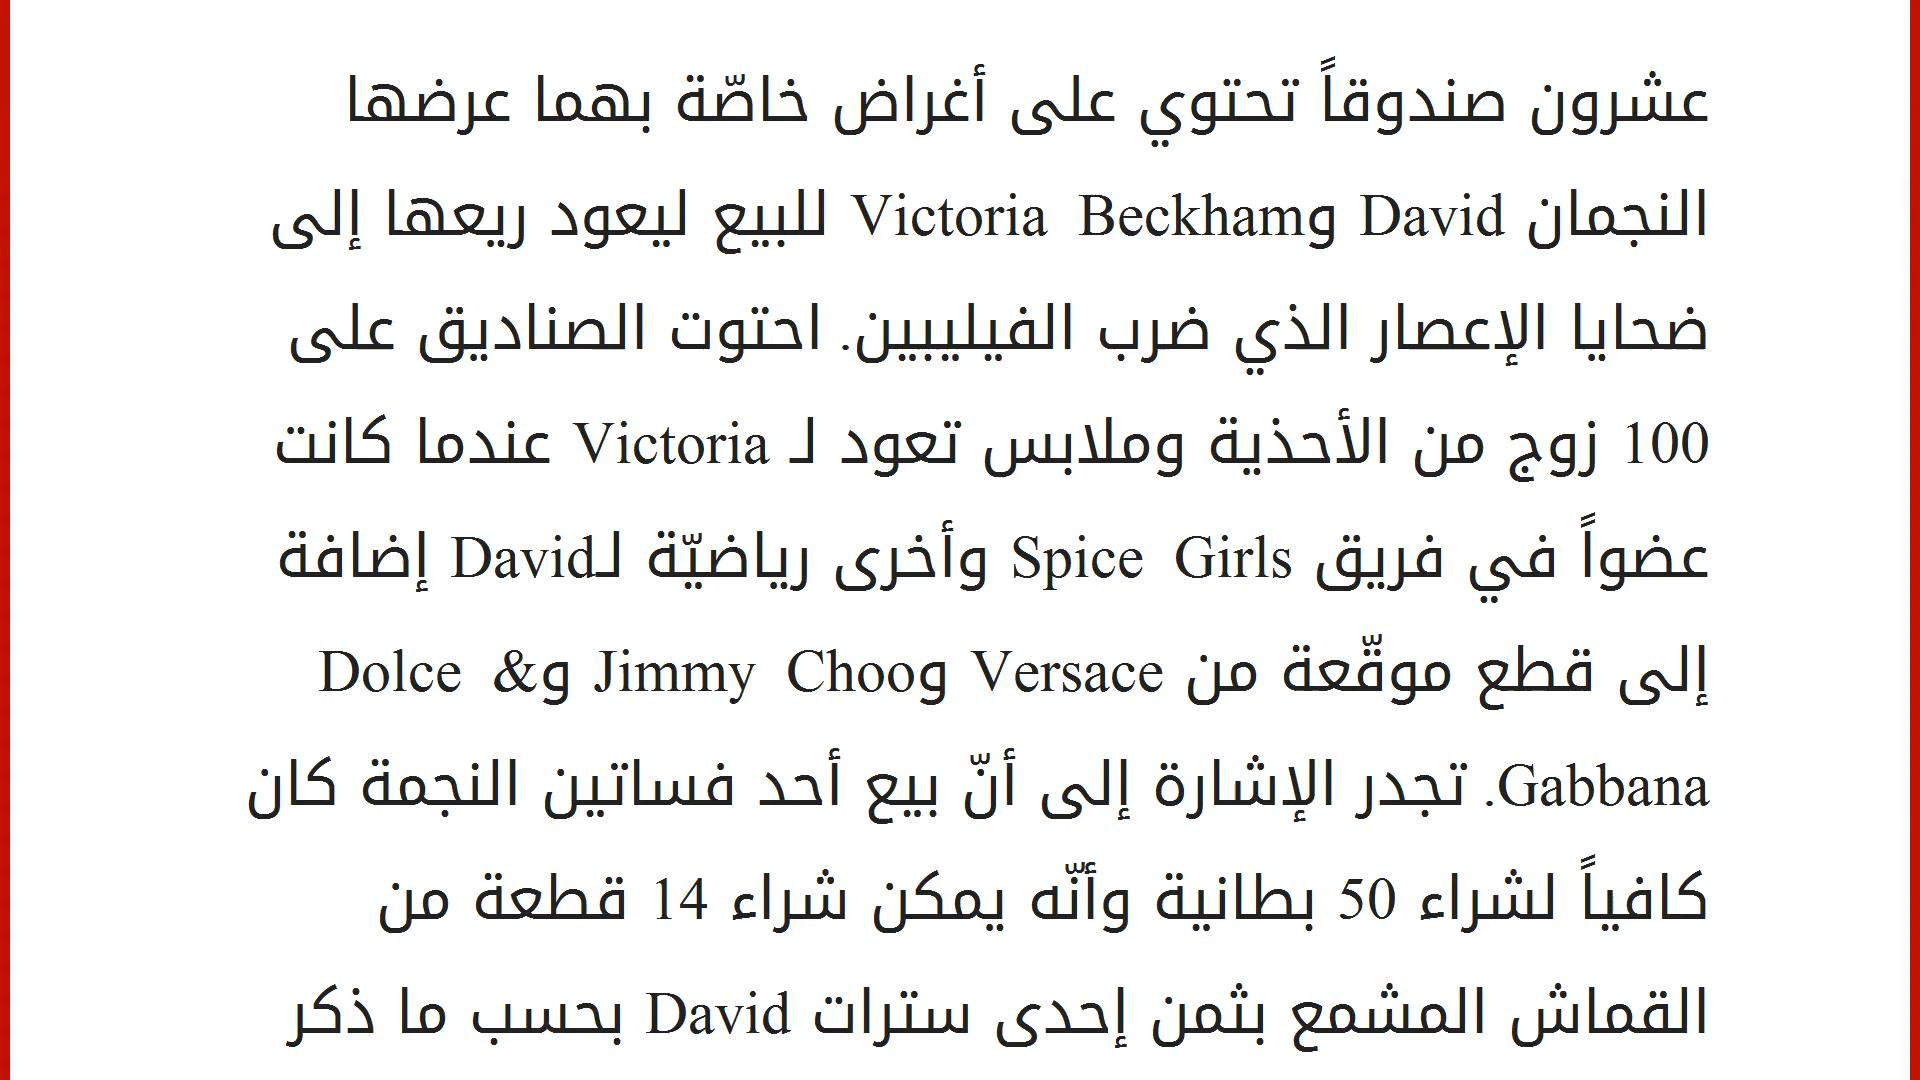 عشرون صندوقاً تحتوي على أغراض خاصّة بهما عرضها
النجمان David وVictoria Beckham للبيع ليعود ريعها إلى
ضحايا الإعصار الذي ضرب الفيليبين. احتوت الصناديق على
100 زوج من الأحذية وملابس تعود لـ Victoria عندما كانت
عضواً في فريق Spice Girls وأخرى رياضيّة لـDavid إضافة
إلى قطع موقّعة من Versace وJimmy Choo وDolce &
Gabbana. تجدر الإشارة إلى أنّ بيع أحد فساتين النجمة كان
كافياً لشراء 50 بطانية وأنّه يمكن شراء 14 قطعة من
القماش المشمع بثمن إحدى سترات David بحسب ما ذكر